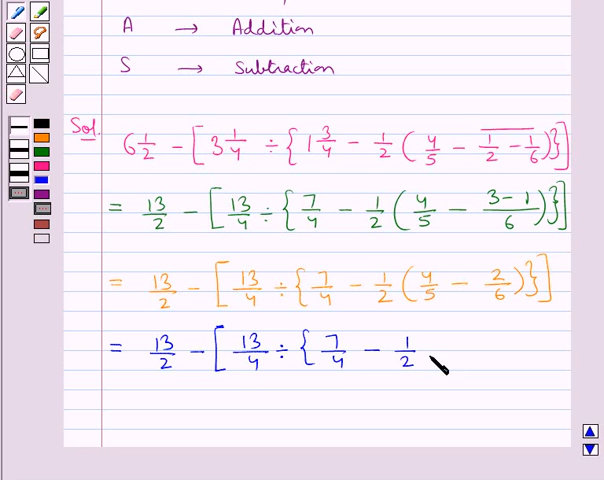 A → Addition
S → Subtraction
Sol. 6 1/2 − [3 1/4 ÷ {1 3/4 − 1/2 (4/5 − \overline{1/2 − 1/6})}]
= 13/2 − [13/4 ÷ {7/4 − 1/2 (4/5 − (3−1)/6)}]
= 13/2 − [13/4 ÷ {7/4 − 1/2 (4/5 − 2/6)}]
= 13/2 − [13/4 ÷ {7/4 − 1/2